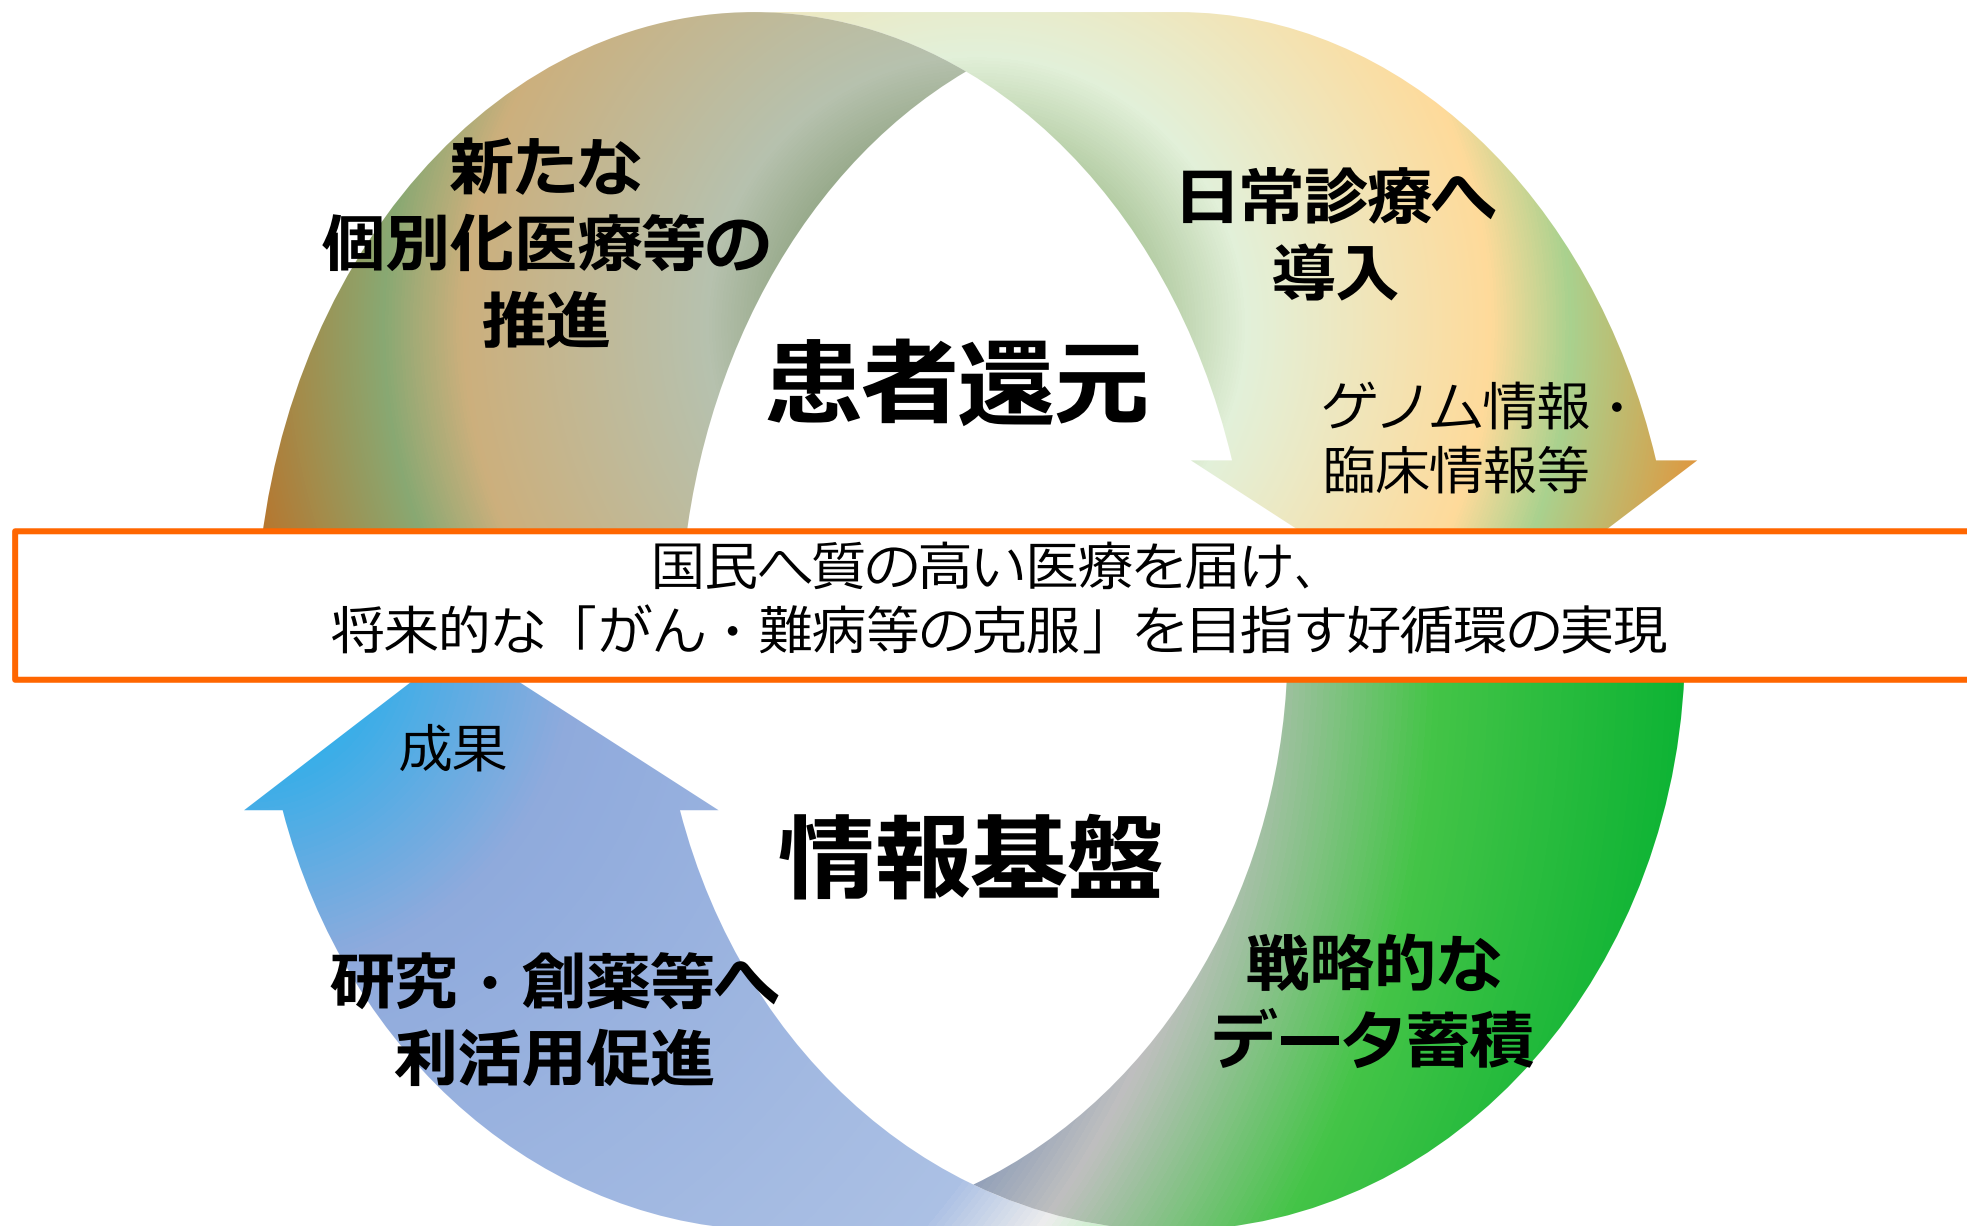 新たな
個別化医療等の
推進
日常診療へ
導入
患者還元
ゲノム情報・
臨床情報等
国民へ質の高い医療を届け、
将来的な「がん・難病等の克服」を目指す好循環の実現
成果
情報基盤
研究・創薬等へ
利活用促進
戦略的な
データ蓄積